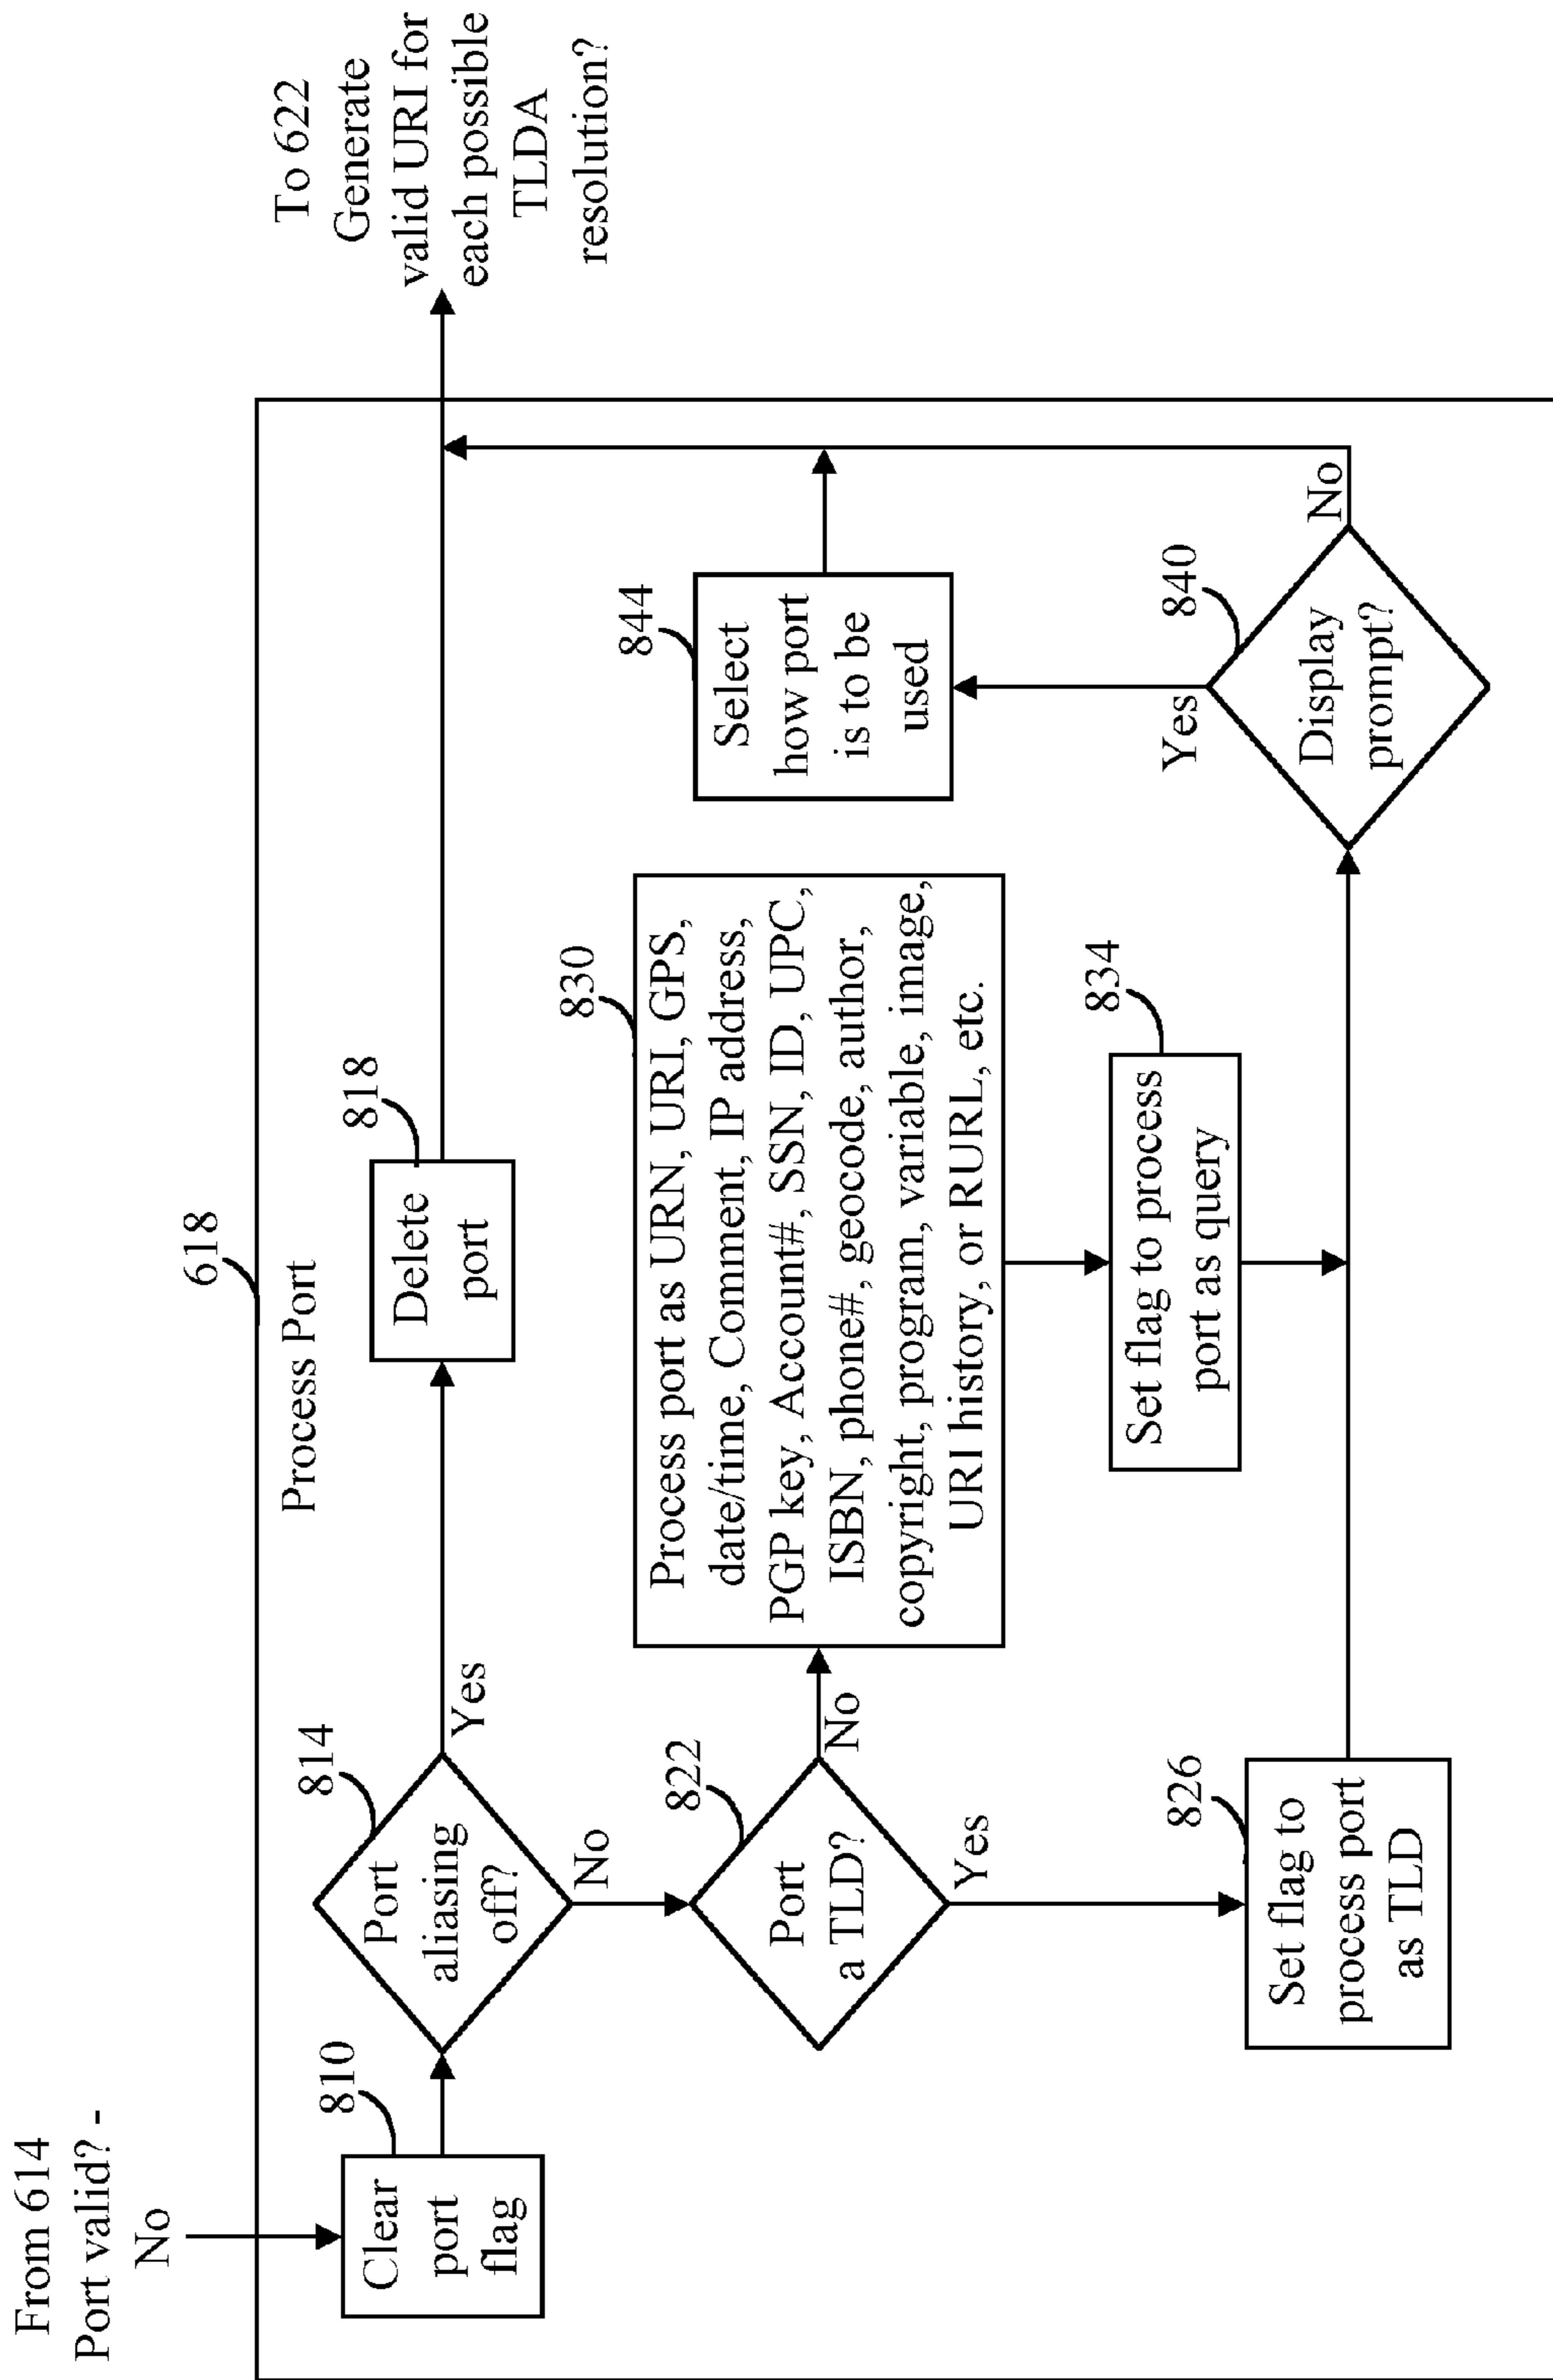 From 614
Port valid? -
No
618
Process Port
810
Clear
port
flag
814
Port
aliasing
off?
Yes
No
818
Delete
port
To 622
Generate
valid URI for
each possible
TLDA
resolution?
822
Port
a TLD?
No
Yes
830
Process port as URN, URI, GPS,
date/time, Comment, IP address,
PGP key, Account#, SSN, ID, UPC,
ISBN, phone#, geocode, author,
copyright, program, variable, image,
URI history, or RURL, etc.
844
Select
how port
is to be
used
826
Set flag to
process port
as TLD
834
Set flag to process
port as query
840
Display
prompt?
Yes
No